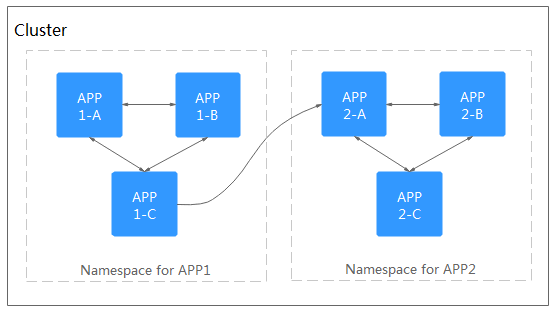 Cluster
APP
1-A
APP
1-B
APP
1-C
Namespace for APP1
APP
2-A
APP
2-B
APP
2-C
Namespace for APP2